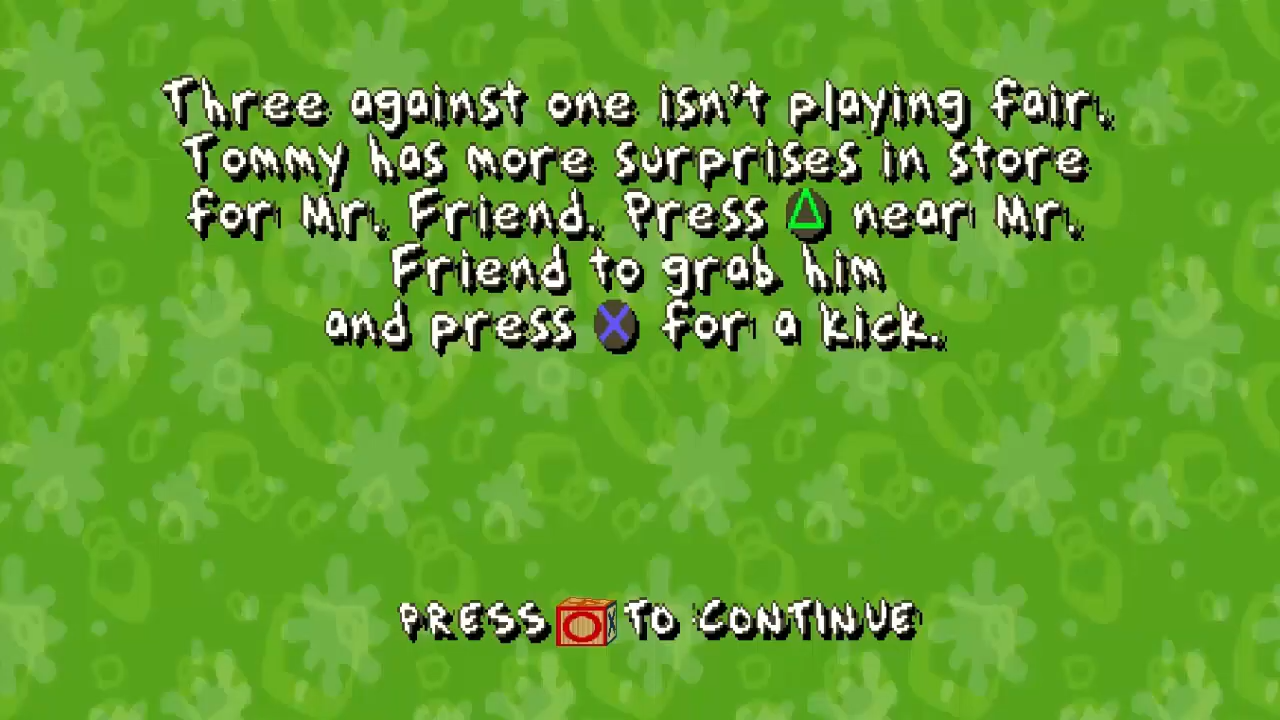 Three against one isn't playing fair.
Tommy has more surprises in store
for Mr. Friend. Press △ near Mr.
Friend to grab him
and press X for a kick.
PRESS O TO CONTINUE